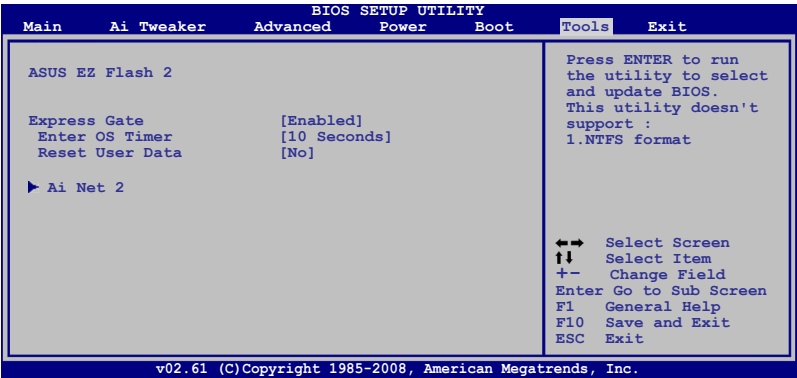 BIOS SETUP UTILITY
Main Ai Tweaker Advanced Power Boot Tools Exit
ASUS EZ Flash 2
Express Gate [Enabled]
Enter OS Timer [10 Seconds]
Reset User Data [No]
Ai Net 2
Press ENTER to run
the utility to select
and update BIOS.
This utility doesn't
support :
1.NTFS format
←→ Select Screen
↑↓ Select Item
+- Change Field
Enter Go to Sub Screen
F1 General Help
F10 Save and Exit
ESC Exit
v02.61 (C)Copyright 1985-2008, American Megatrends, Inc.